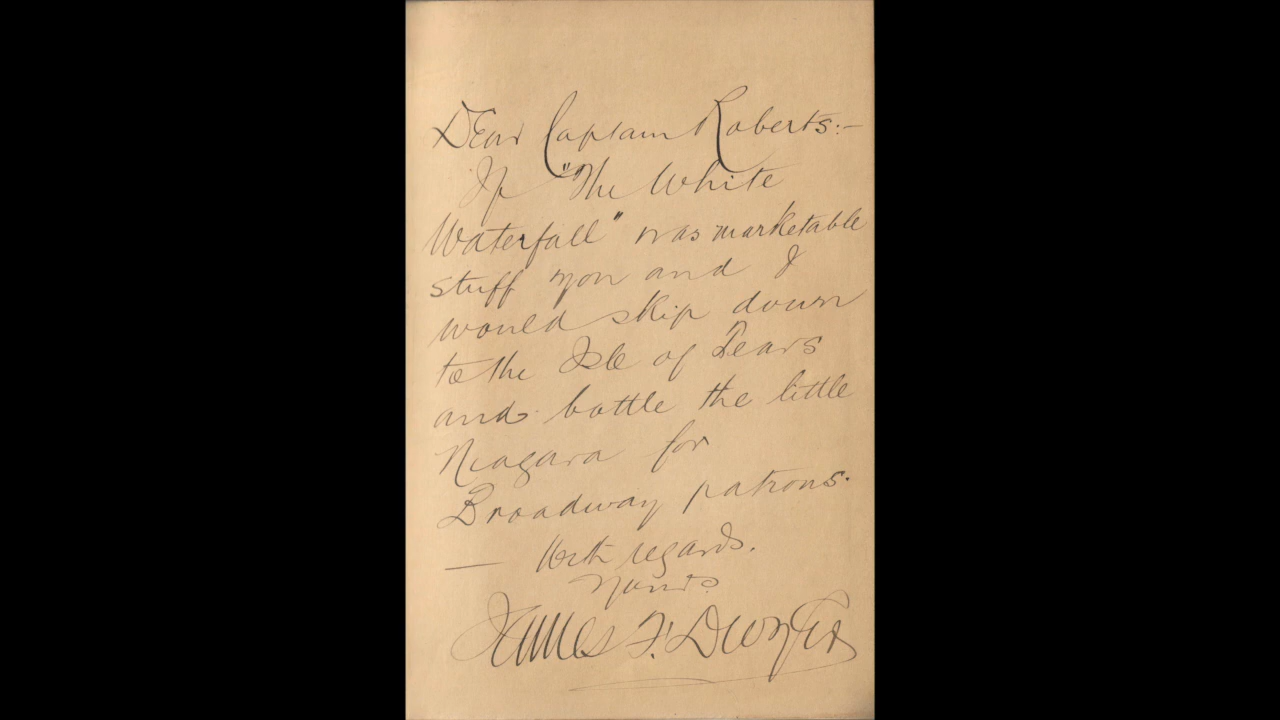 Dear Captain Roberts:—
If "The White
Waterfall" was marketable
stuff you and I
would skip down
to the Isle of Tears
and bottle the little
Niagara for
Broadway patrons.
— With regards.
Yours
James F. Dwyer